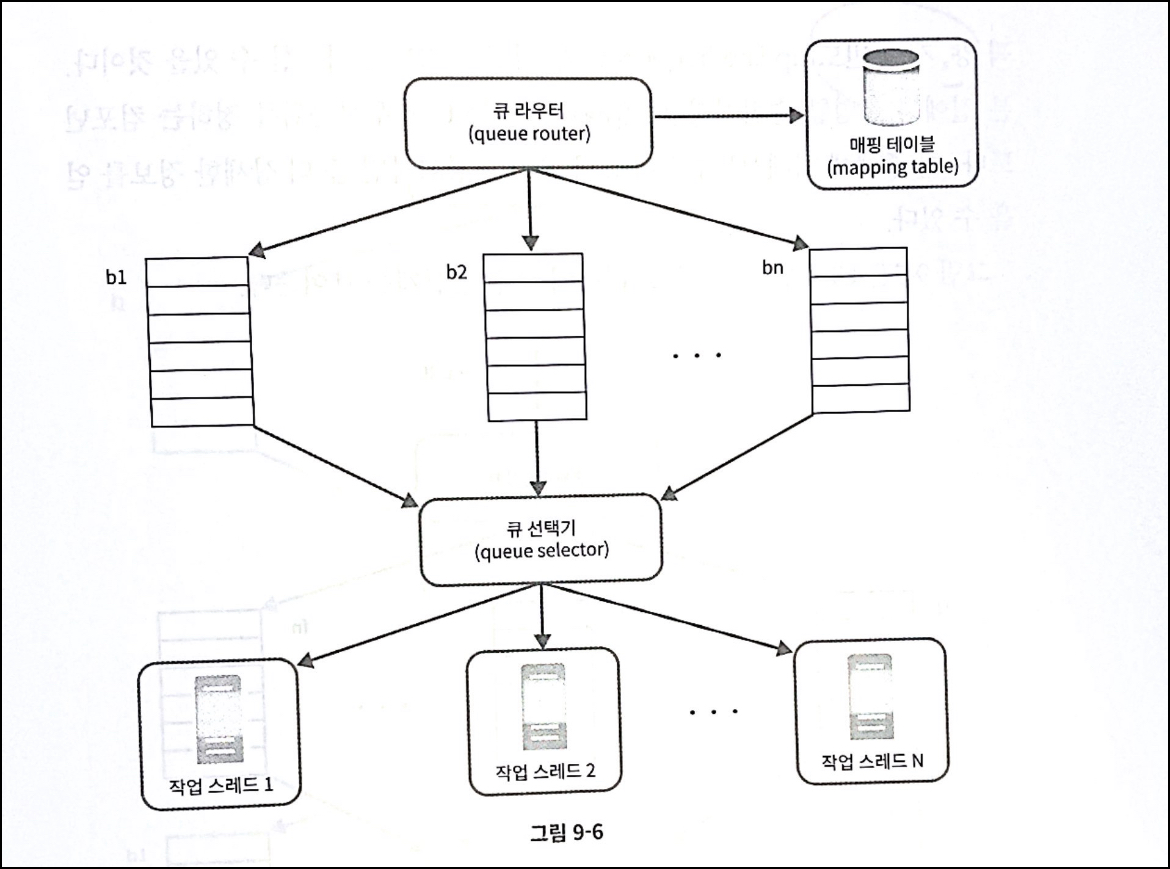 큐 라우터
(queue router)
매핑 테이블
(mapping table)
b1
b2
bn
. . .
큐 선택기
(queue selector)
작업 스레드 1
작업 스레드 2
. . .
작업 스레드 N
그림 9-6